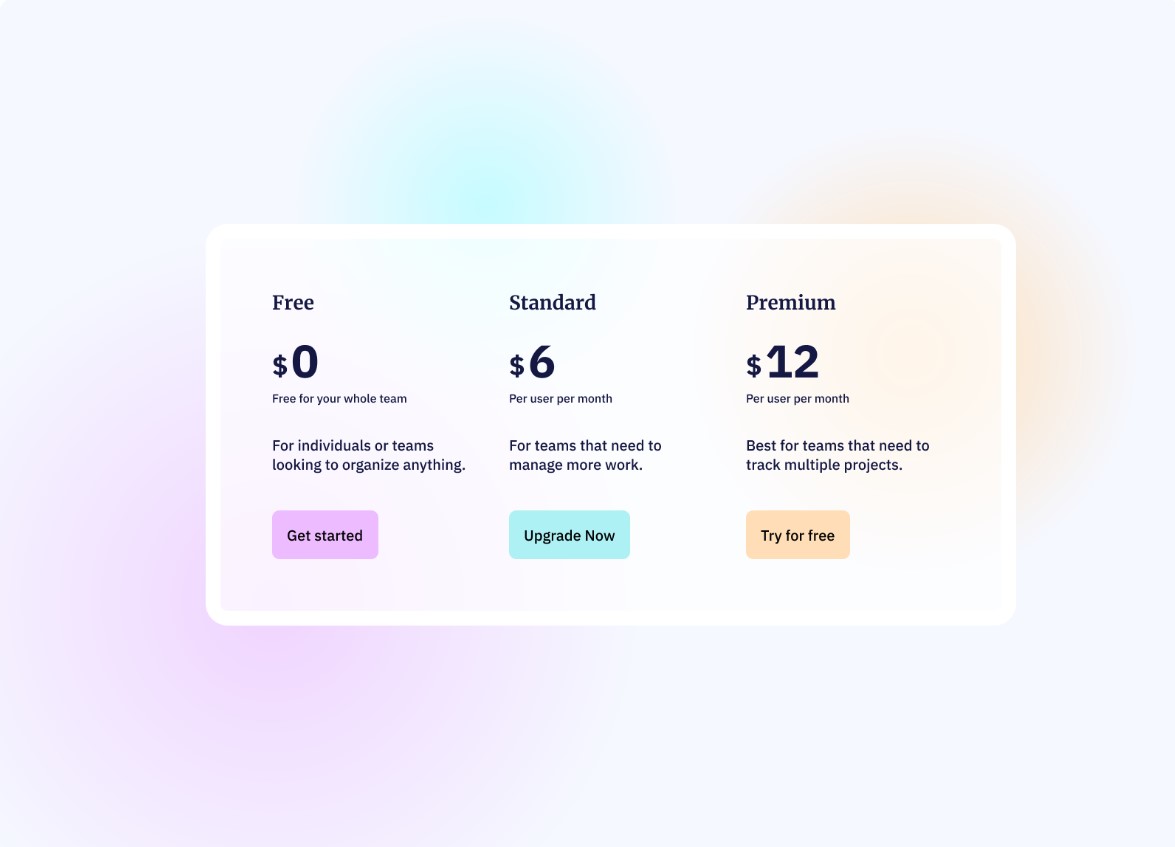 Free
$0
Free for your whole team
For individuals or teams
looking to organize anything.
Get started
Standard
$6
Per user per month
For teams that need to
manage more work.
Upgrade Now
Premium
$12
Per user per month
Best for teams that need to
track multiple projects.
Try for free